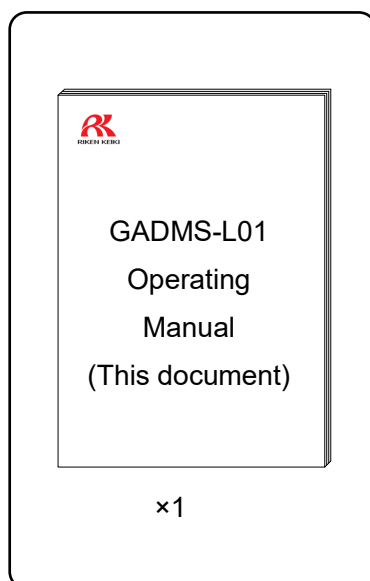 RIKEN KEIKI
GADMS-L01
Operating
Manual
(This document)
×1